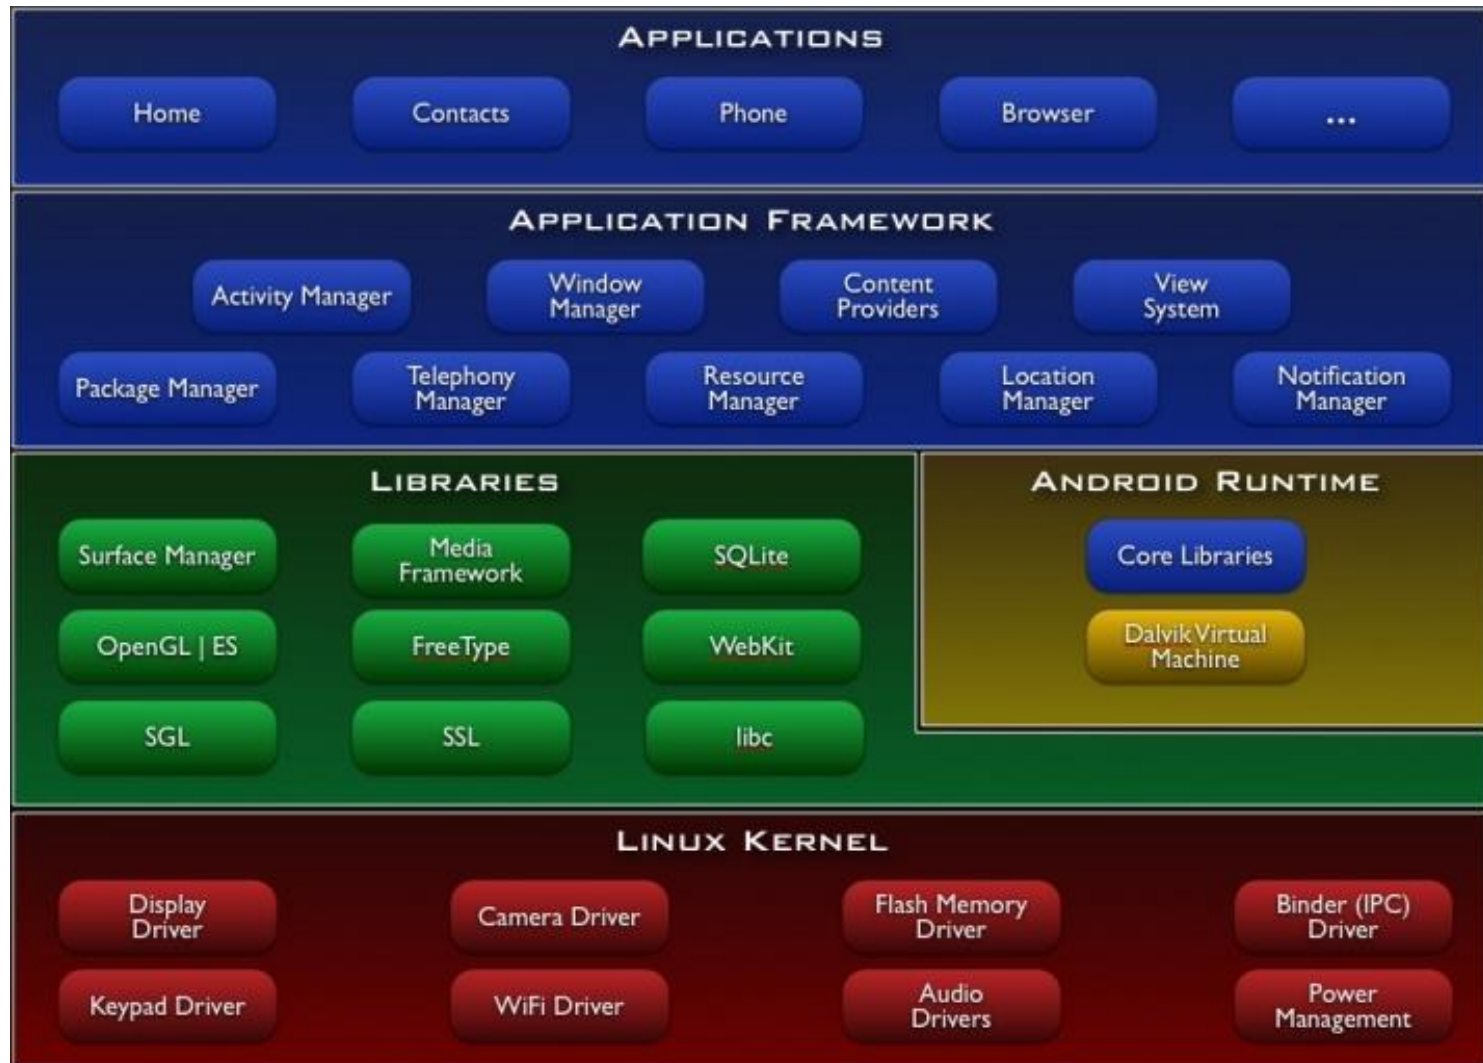 APPLICATIONS
Home
Contacts
Phone
Browser
...
APPLICATION FRAMEWORK
Activity Manager
Window
Manager
Content
Providers
View
System
Package Manager
Telephony
Manager
Resource
Manager
Location
Manager
Notification
Manager
LIBRARIES
Surface Manager
Media
Framework
SQLite
OpenGL | ES
FreeType
WebKit
SGL
SSL
libc
ANDROID RUNTIME
Core Libraries
Dalvik Virtual
Machine
LINUX KERNEL
Display
Driver
Camera Driver
Flash Memory
Driver
Binder (IPC)
Driver
Keypad Driver
WiFi Driver
Audio
Drivers
Power
Management